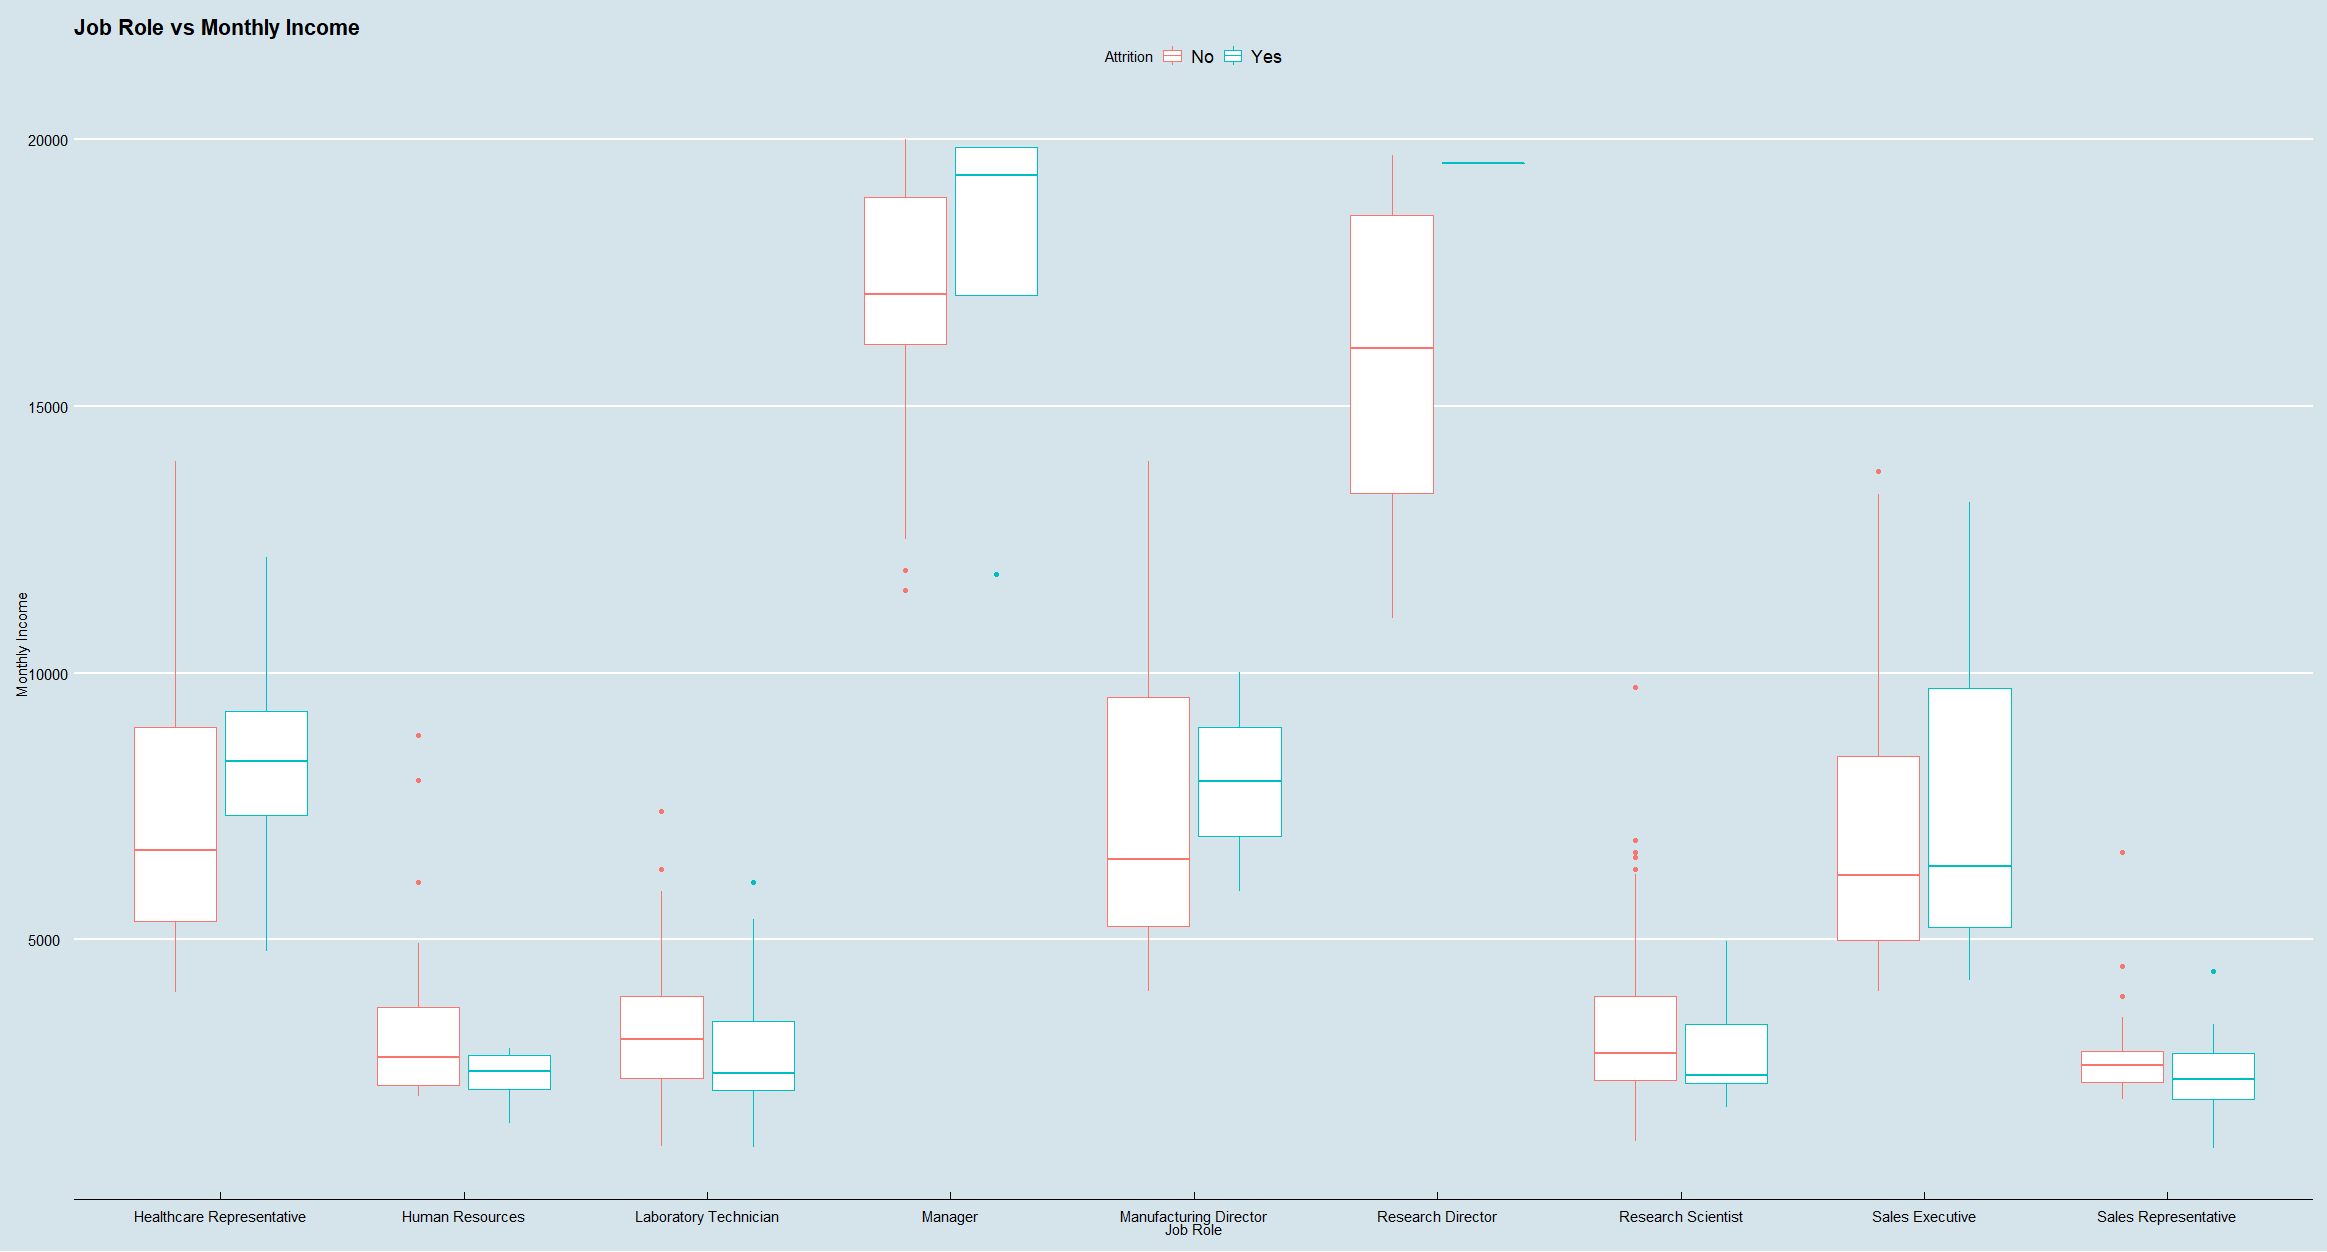 Job Role vs Monthly Income
Attrition No Yes
20000
15000
10000
5000
Monthly Income
Healthcare Representative Human Resources Laboratory Technician Manager Manufacturing Director Research Director Research Scientist Sales Executive Sales Representative
Job Role